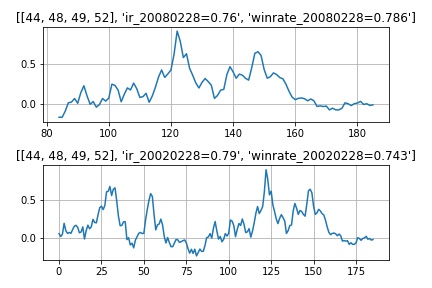 [[44, 48, 49, 52], 'ir_20080228=0.76', 'winrate_20080228=0.786']
0.5
0.0
80 100 120 140 160 180
[[44, 48, 49, 52], 'ir_20020228=0.79', 'winrate_20020228=0.743']
0.5
0.0
0 25 50 75 100 125 150 175